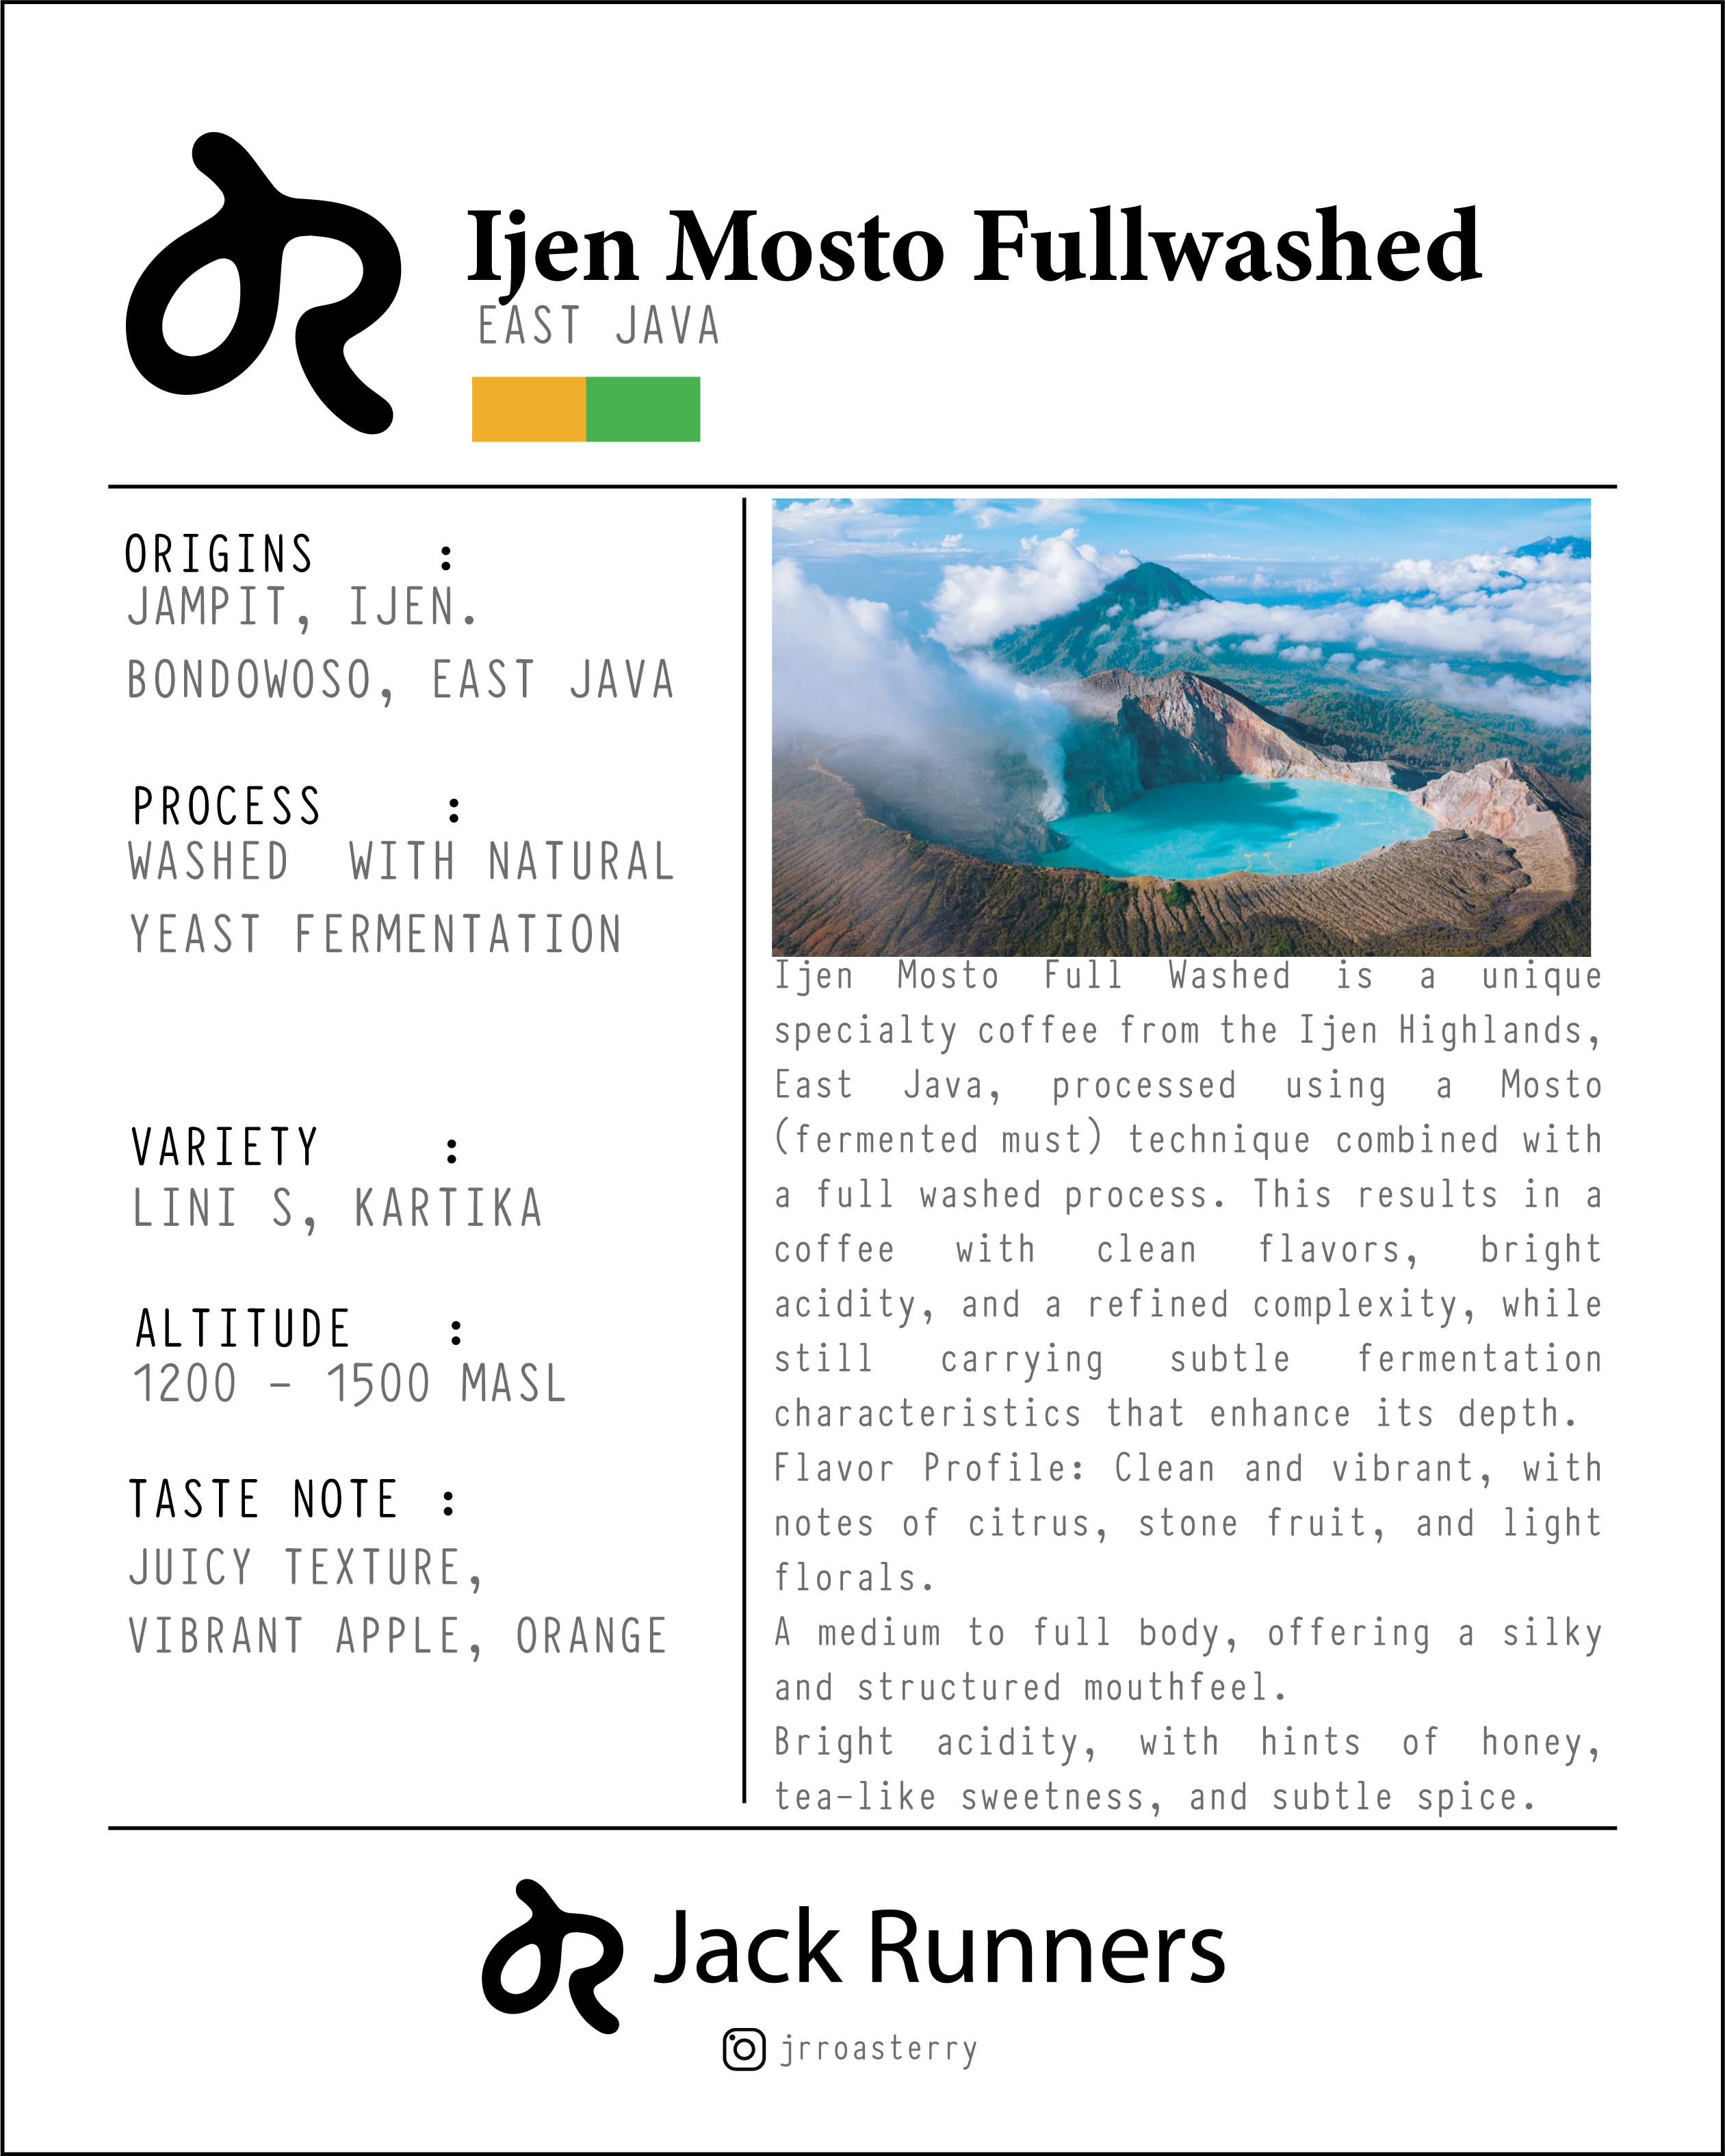 Ijen Mosto Fullwashed
EAST JAVA
ORIGINS :
JAMPIT, IJEN.
BONDOWOSO, EAST JAVA
PROCESS :
WASHED WITH NATURAL
YEAST FERMENTATION
VARIETY :
LINI S, KARTIKA
ALTITUDE :
1200 - 1500 MASL
TASTE NOTE :
JUICY TEXTURE,
VIBRANT APPLE, ORANGE
Ijen Mosto Full Washed is a unique
specialty coffee from the Ijen Highlands,
East Java, processed using a Mosto
(fermented must) technique combined with
a full washed process. This results in a
coffee with clean flavors, bright
acidity, and a refined complexity, while
still carrying subtle fermentation
characteristics that enhance its depth.
Flavor Profile: Clean and vibrant, with
notes of citrus, stone fruit, and light
florals.
A medium to full body, offering a silky
and structured mouthfeel.
Bright acidity, with hints of honey,
tea-like sweetness, and subtle spice.
Jack Runners
jrroasterry